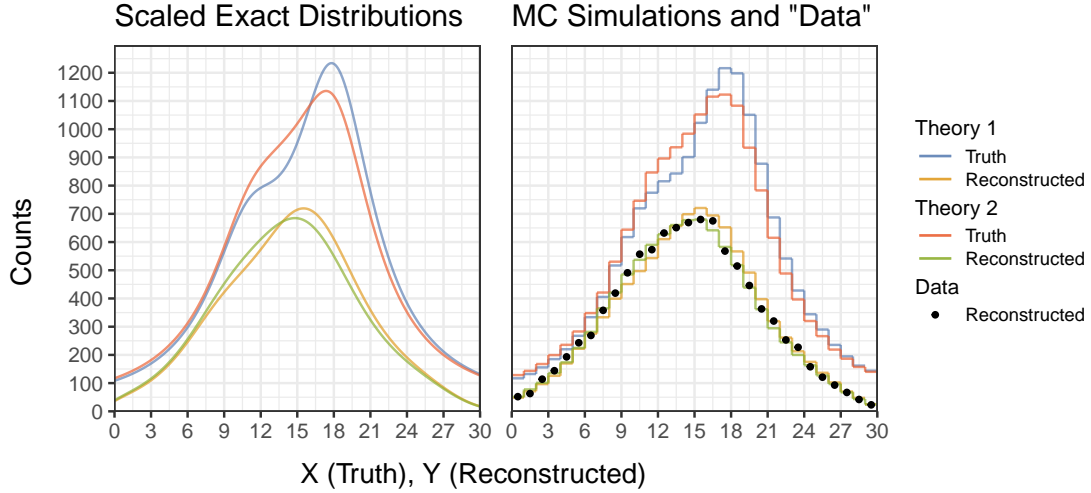 Scaled Exact Distributions
MC Simulations and "Data"
Counts
1200
1100
1000
900
800
700
600
500
400
300
200
100
0
0 3 6 9 12 15 18 21 24 27 30
0 3 6 9 12 15 18 21 24 27 30
X (Truth), Y (Reconstructed)
Theory 1
Truth
Reconstructed
Theory 2
Truth
Reconstructed
Data
Reconstructed